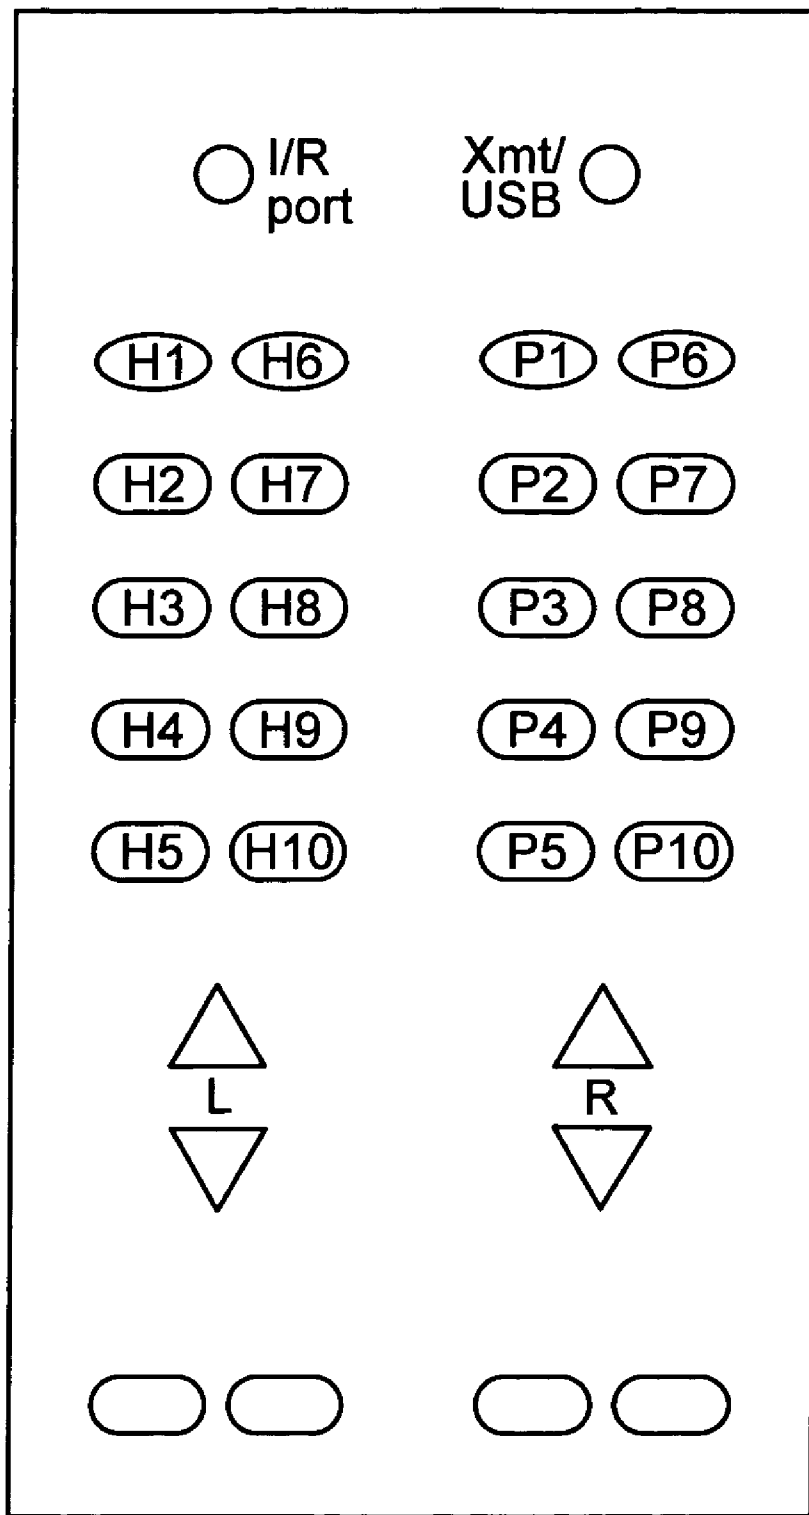 I/R Xmt/
port USB
H1 H6 P1 P6
H2 H7 P2 P7
H3 H8 P3 P8
H4 H9 P4 P9
H5 H10 P5 P10
L R